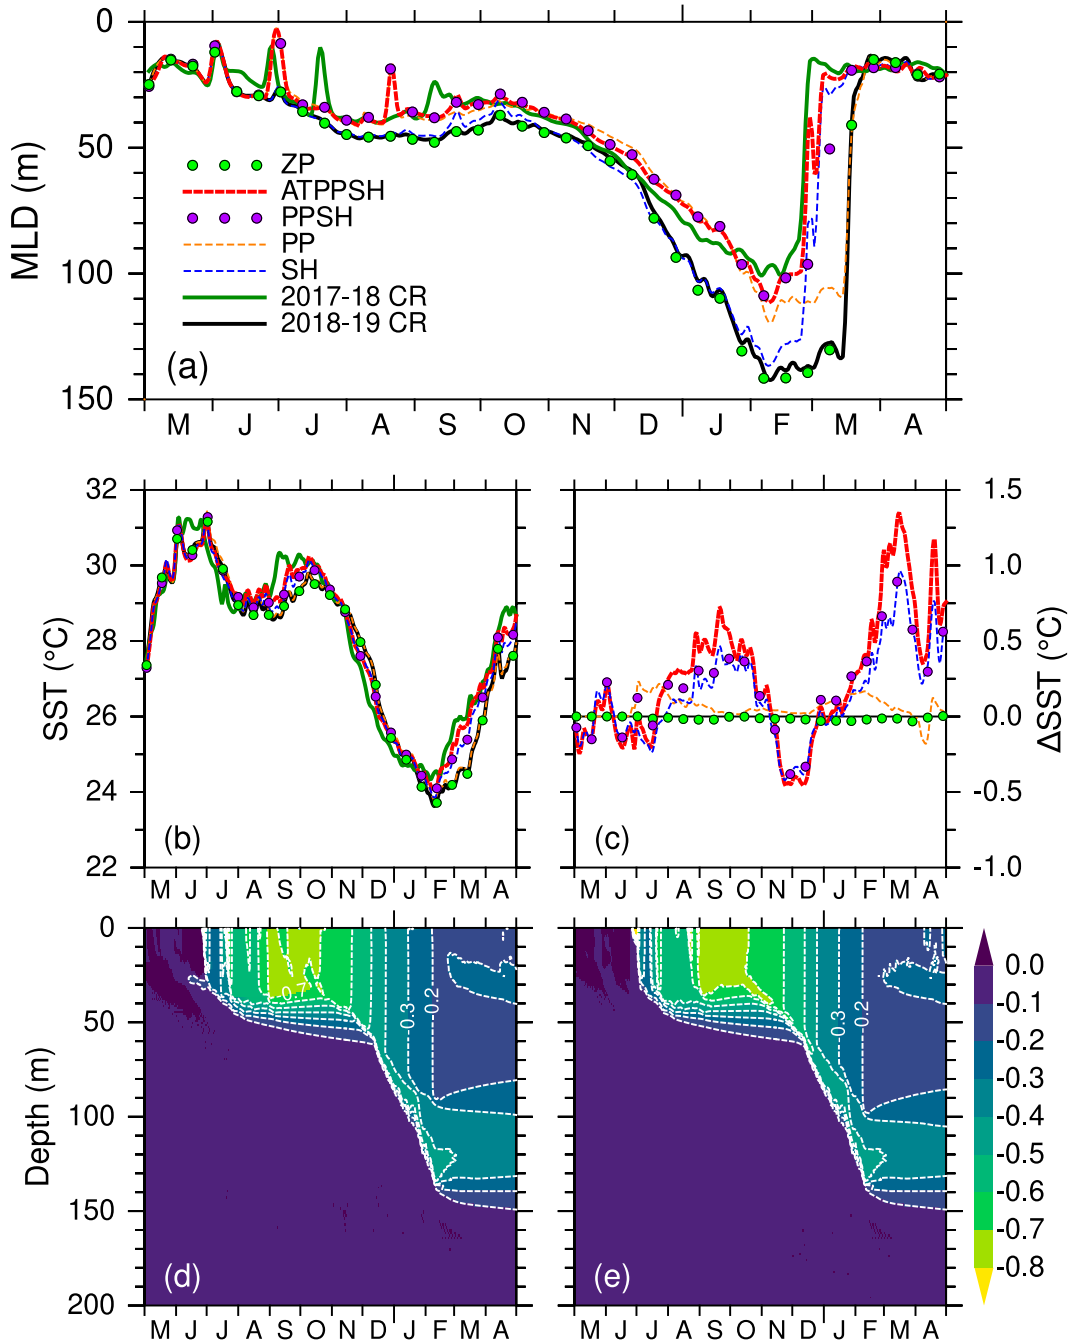 0
50
100
150
MLD (m)
ZP
ATPPSH
PPSH
PP
SH
2017-18 CR
2018-19 CR
(a)
M J J A S O N D J F M A
32
30
28
26
24
22
SST (°C)
(b)
M J J A S O N D J F M A
1.5
1.0
0.5
0.0
-0.5
-1.0
ΔSST (°C)
(c)
M J J A S O N D J F M A
0
50
100
150
200
Depth (m)
-0.7
-0.3
-0.2
(d)
M J J A S O N D J F M A
-0.3
-0.2
(e)
M J J A S O N D J F M A
0.0
-0.1
-0.2
-0.3
-0.4
-0.5
-0.6
-0.7
-0.8